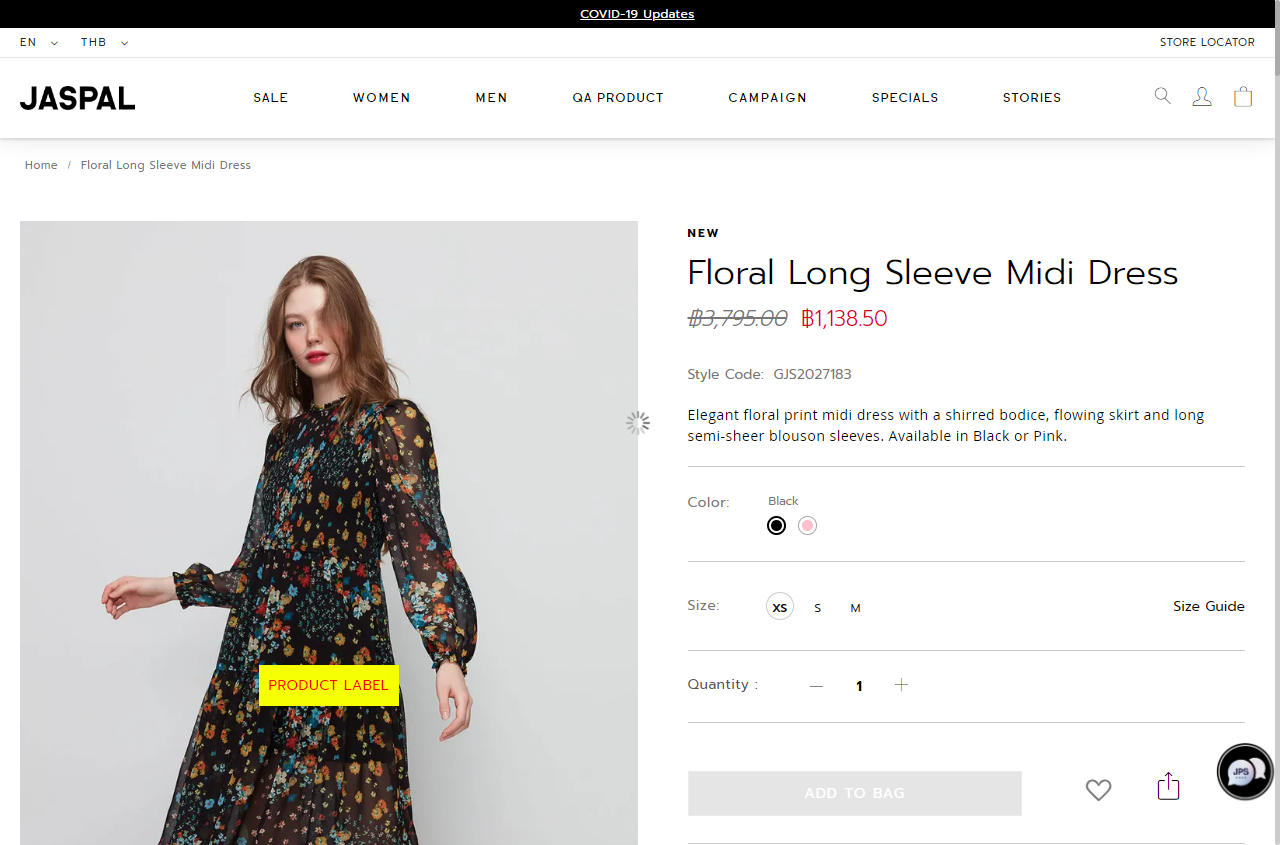 COVID-19 Updates
EN THB STORE LOCATOR
JASPAL SALE WOMEN MEN QA PRODUCT CAMPAIGN SPECIALS STORIES
Home / Floral Long Sleeve Midi Dress
NEW
Floral Long Sleeve Midi Dress
฿3,795.00 ฿1,138.50
Style Code: GJS2027183
Elegant floral print midi dress with a shirred bodice, flowing skirt and long
semi-sheer blouson sleeves. Available in Black or Pink.
Color: Black
Size: XS S M Size Guide
PRODUCT LABEL
Quantity : — 1 +
JPS
ADD TO BAG